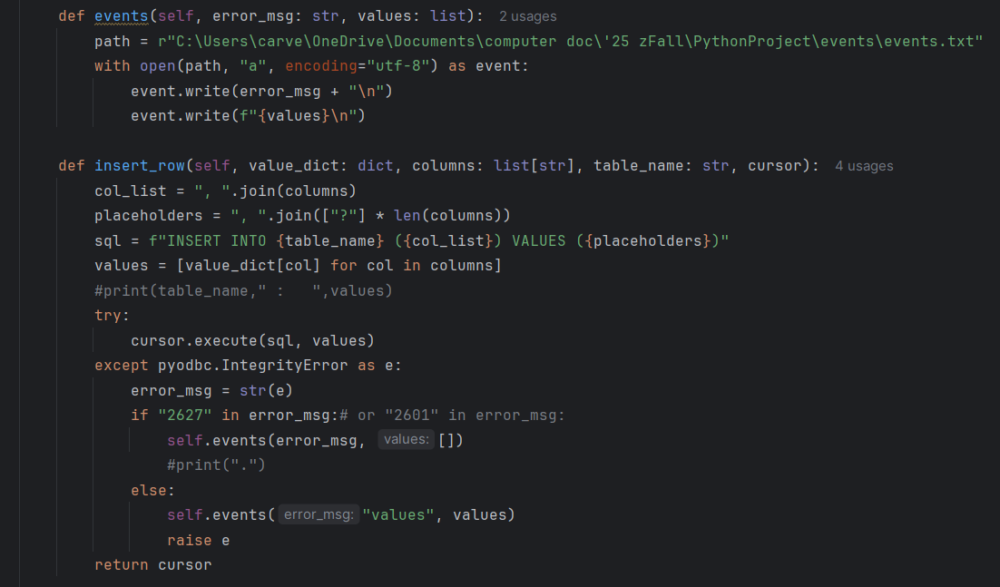 def events(self, error_msg: str, values: list): 2 usages
    path = r"C:\Users\carve\OneDrive\Documents\computer doc\'25 zFall\PythonProject\events\events.txt"
    with open(path, "a", encoding="utf-8") as event:
        event.write(error_msg + "\n")
        event.write(f"{values}\n")

def insert_row(self, value_dict: dict, columns: list[str], table_name: str, cursor): 4 usages
    col_list = ", ".join(columns)
    placeholders = ", ".join(["?"] * len(columns))
    sql = f"INSERT INTO {table_name} ({col_list}) VALUES ({placeholders})"
    values = [value_dict[col] for col in columns]
    #print(table_name," :   ",values)
    try:
        cursor.execute(sql, values)
    except pyodbc.IntegrityError as e:
        error_msg = str(e)
        if "2627" in error_msg:# or "2601" in error_msg:
            self.events(error_msg, values: [])
            #print(".")
        else:
            self.events(error_msg: "values", values)
            raise e
    return cursor